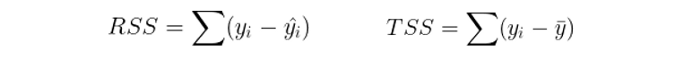 RSS = ∑(yᵢ − ŷᵢ) TSS = ∑(yᵢ − ȳ)